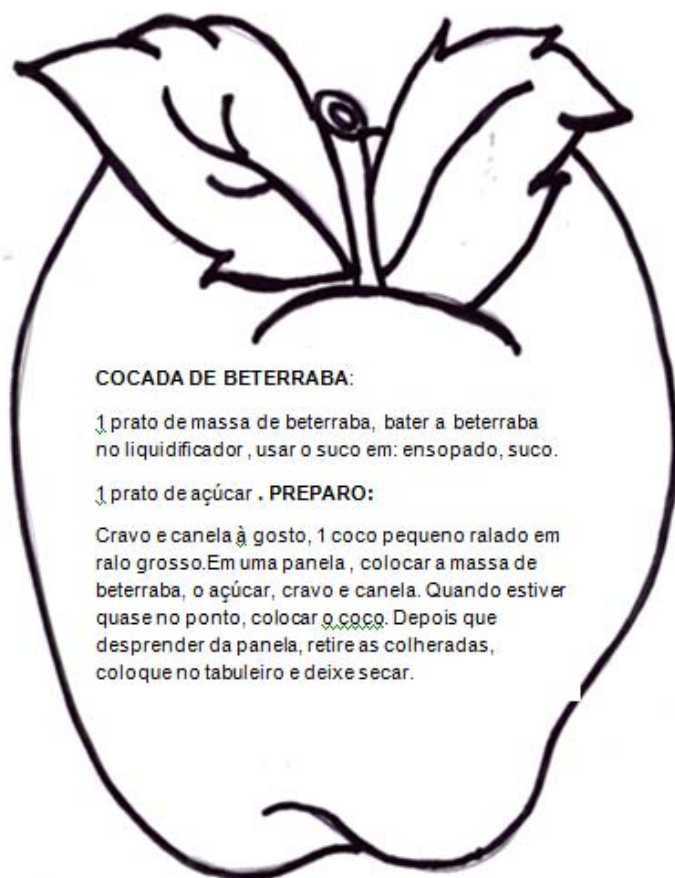 COCADA DE BETERRABA:
1 prato de massa de beterraba, bater a beterraba
no liquidificador , usar o suco em: ensopado, suco.
1 prato de açúcar . PREPARO:
Cravo e canela à gosto, 1 coco pequeno ralado em
ralo grosso.Em uma panela , colocar a massa de
beterraba, o açúcar, cravo e canela. Quando estiver
quase no ponto, colocar o coco. Depois que
desprender da panela, retire as colheradas,
coloque no tabuleiro e deixe secar.